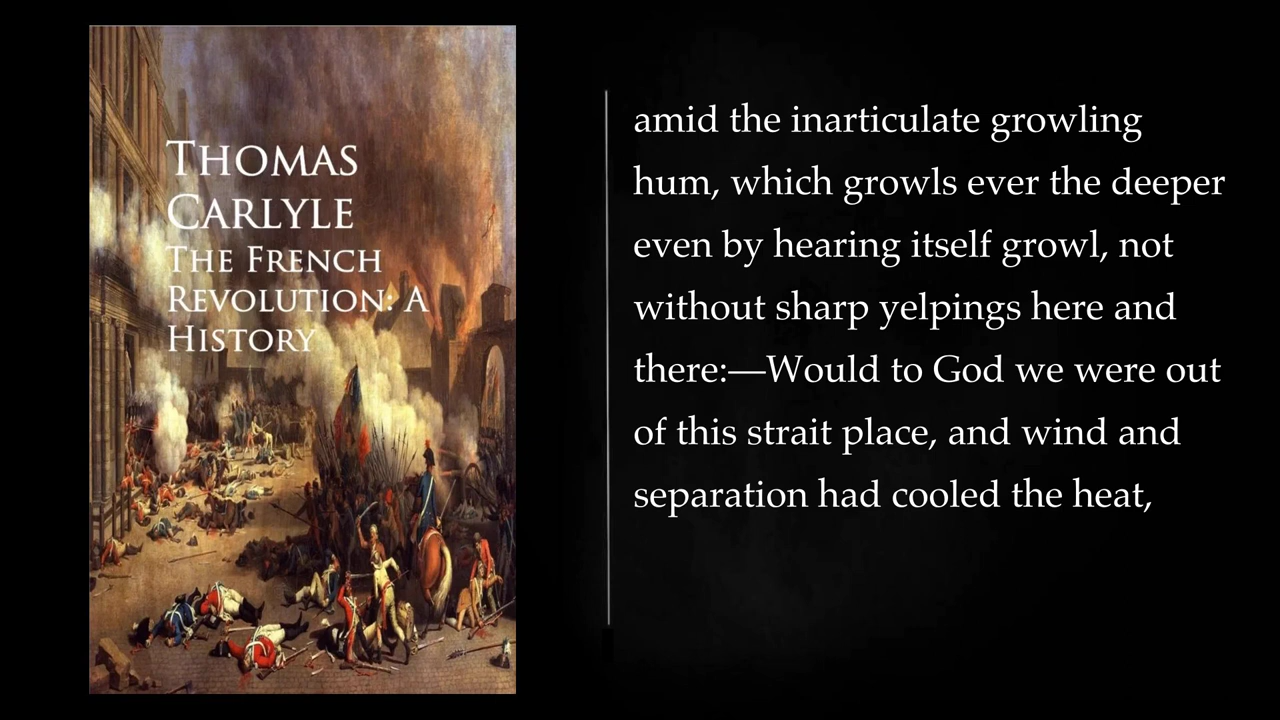 THOMAS
CARLYLE
THE FRENCH
REVOLUTION: A
HISTORY
amid the inarticulate growling
hum, which growls ever the deeper
even by hearing itself growl, not
without sharp yelpings here and
there:—Would to God we were out
of this strait place, and wind and
separation had cooled the heat,